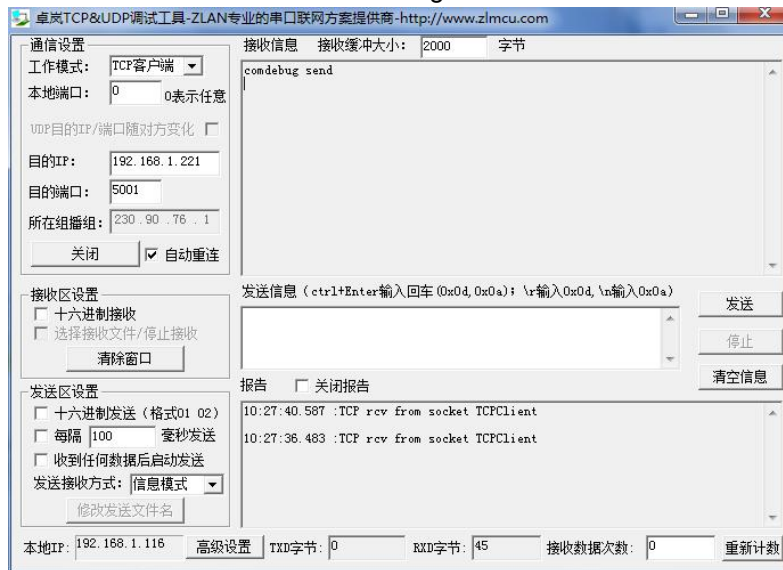 卓岚TCP&UDP调试工具-ZLAN专业的串口联网方案提供商-http://www.zlmcu.com
通信设置
工作模式： TCP客户端
本地端口： 0 0表示任意
UDP目的IP/端口随对方变化
目的IP： 192.168.1.221
目的端口： 5001
所在组播组： 230 .90 .76 .1
关闭 自动重连
接收区设置
十六进制接收
选择接收文件/停止接收
清除窗口
发送区设置
十六进制发送（格式01 02）
每隔 100 毫秒发送
收到任何数据后启动发送
发送接收方式： 信息模式
修改发送文件名
接收信息 接收缓冲大小： 2000 字节
comdebug send
发送信息（ctrl+Enter输入回车(0x0d,0x0a)；\r输入0x0d,\n输入0x0a）
发送
停止
清空信息
报告 关闭报告
10:27:40.587 :TCP rcv from socket TCPClient
10:27:36.483 :TCP rcv from socket TCPClient
本地IP: 192.168.1.116 高级设置 TXD字节: 0 RXD字节: 45 接收数据次数: 0 重新计数